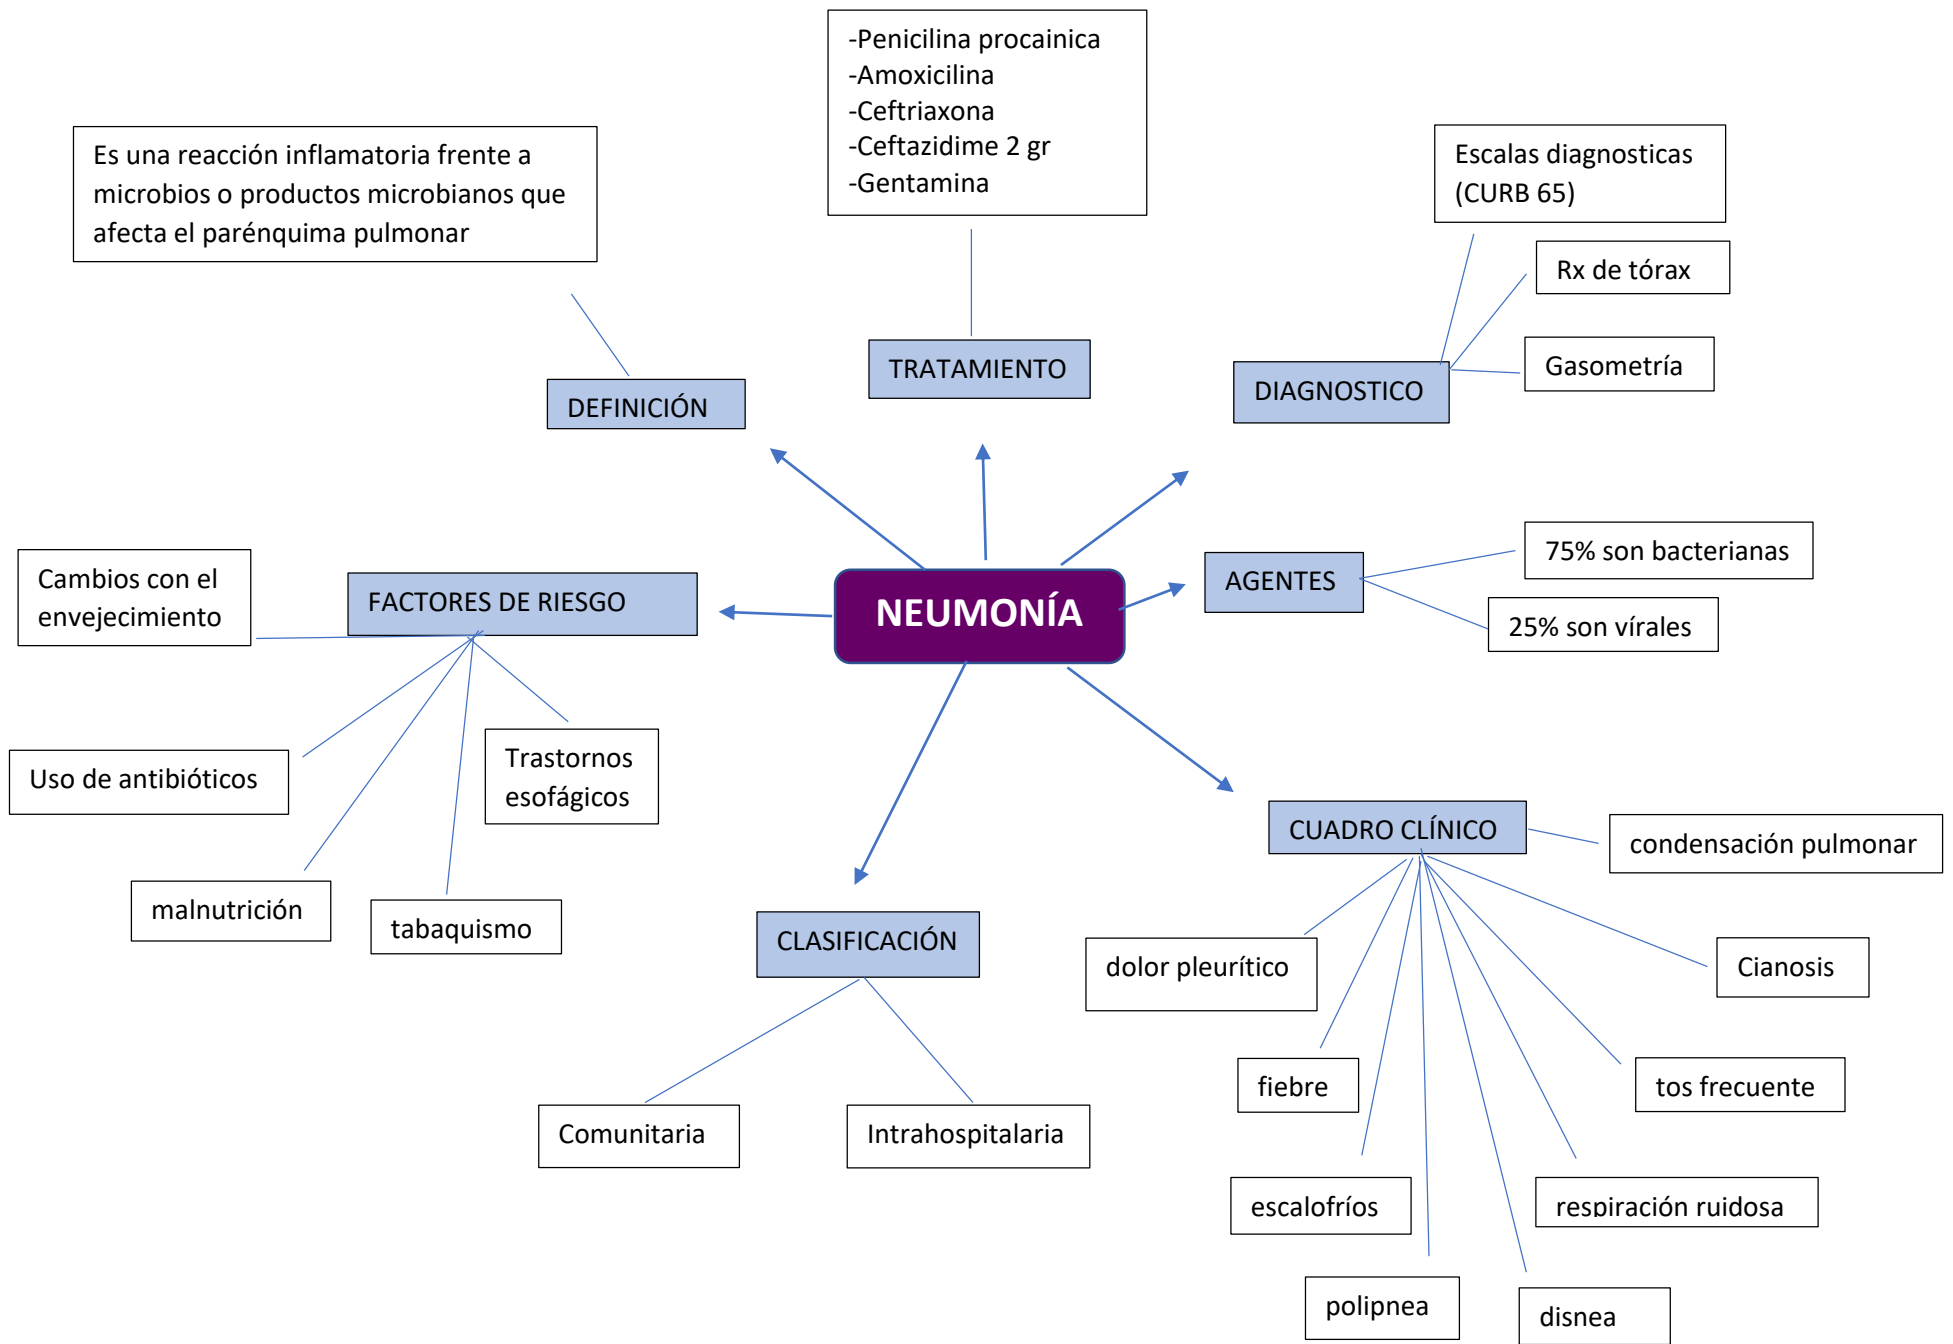 -Penicilina procainica
-Amoxicilina
-Ceftriaxona
-Ceftazidime 2 gr
-Gentamina
Es una reacción inflamatoria frente a
microbios o productos microbianos que
afecta el parénquima pulmonar
Escalas diagnosticas
(CURB 65)
Rx de tórax
Gasometría
TRATAMIENTO
DIAGNOSTICO
DEFINICIÓN
75% son bacterianas
AGENTES
25% son vírales
Cambios con el
envejecimiento
FACTORES DE RIESGO
NEUMONÍA
Uso de antibióticos
Trastornos
esofágicos
malnutrición
tabaquismo
CUADRO CLÍNICO
condensación pulmonar
CLASIFICACIÓN
dolor pleurítico
Cianosis
fiebre
tos frecuente
Comunitaria
Intrahospitalaria
escalofríos
respiración ruidosa
polipnea
disnea